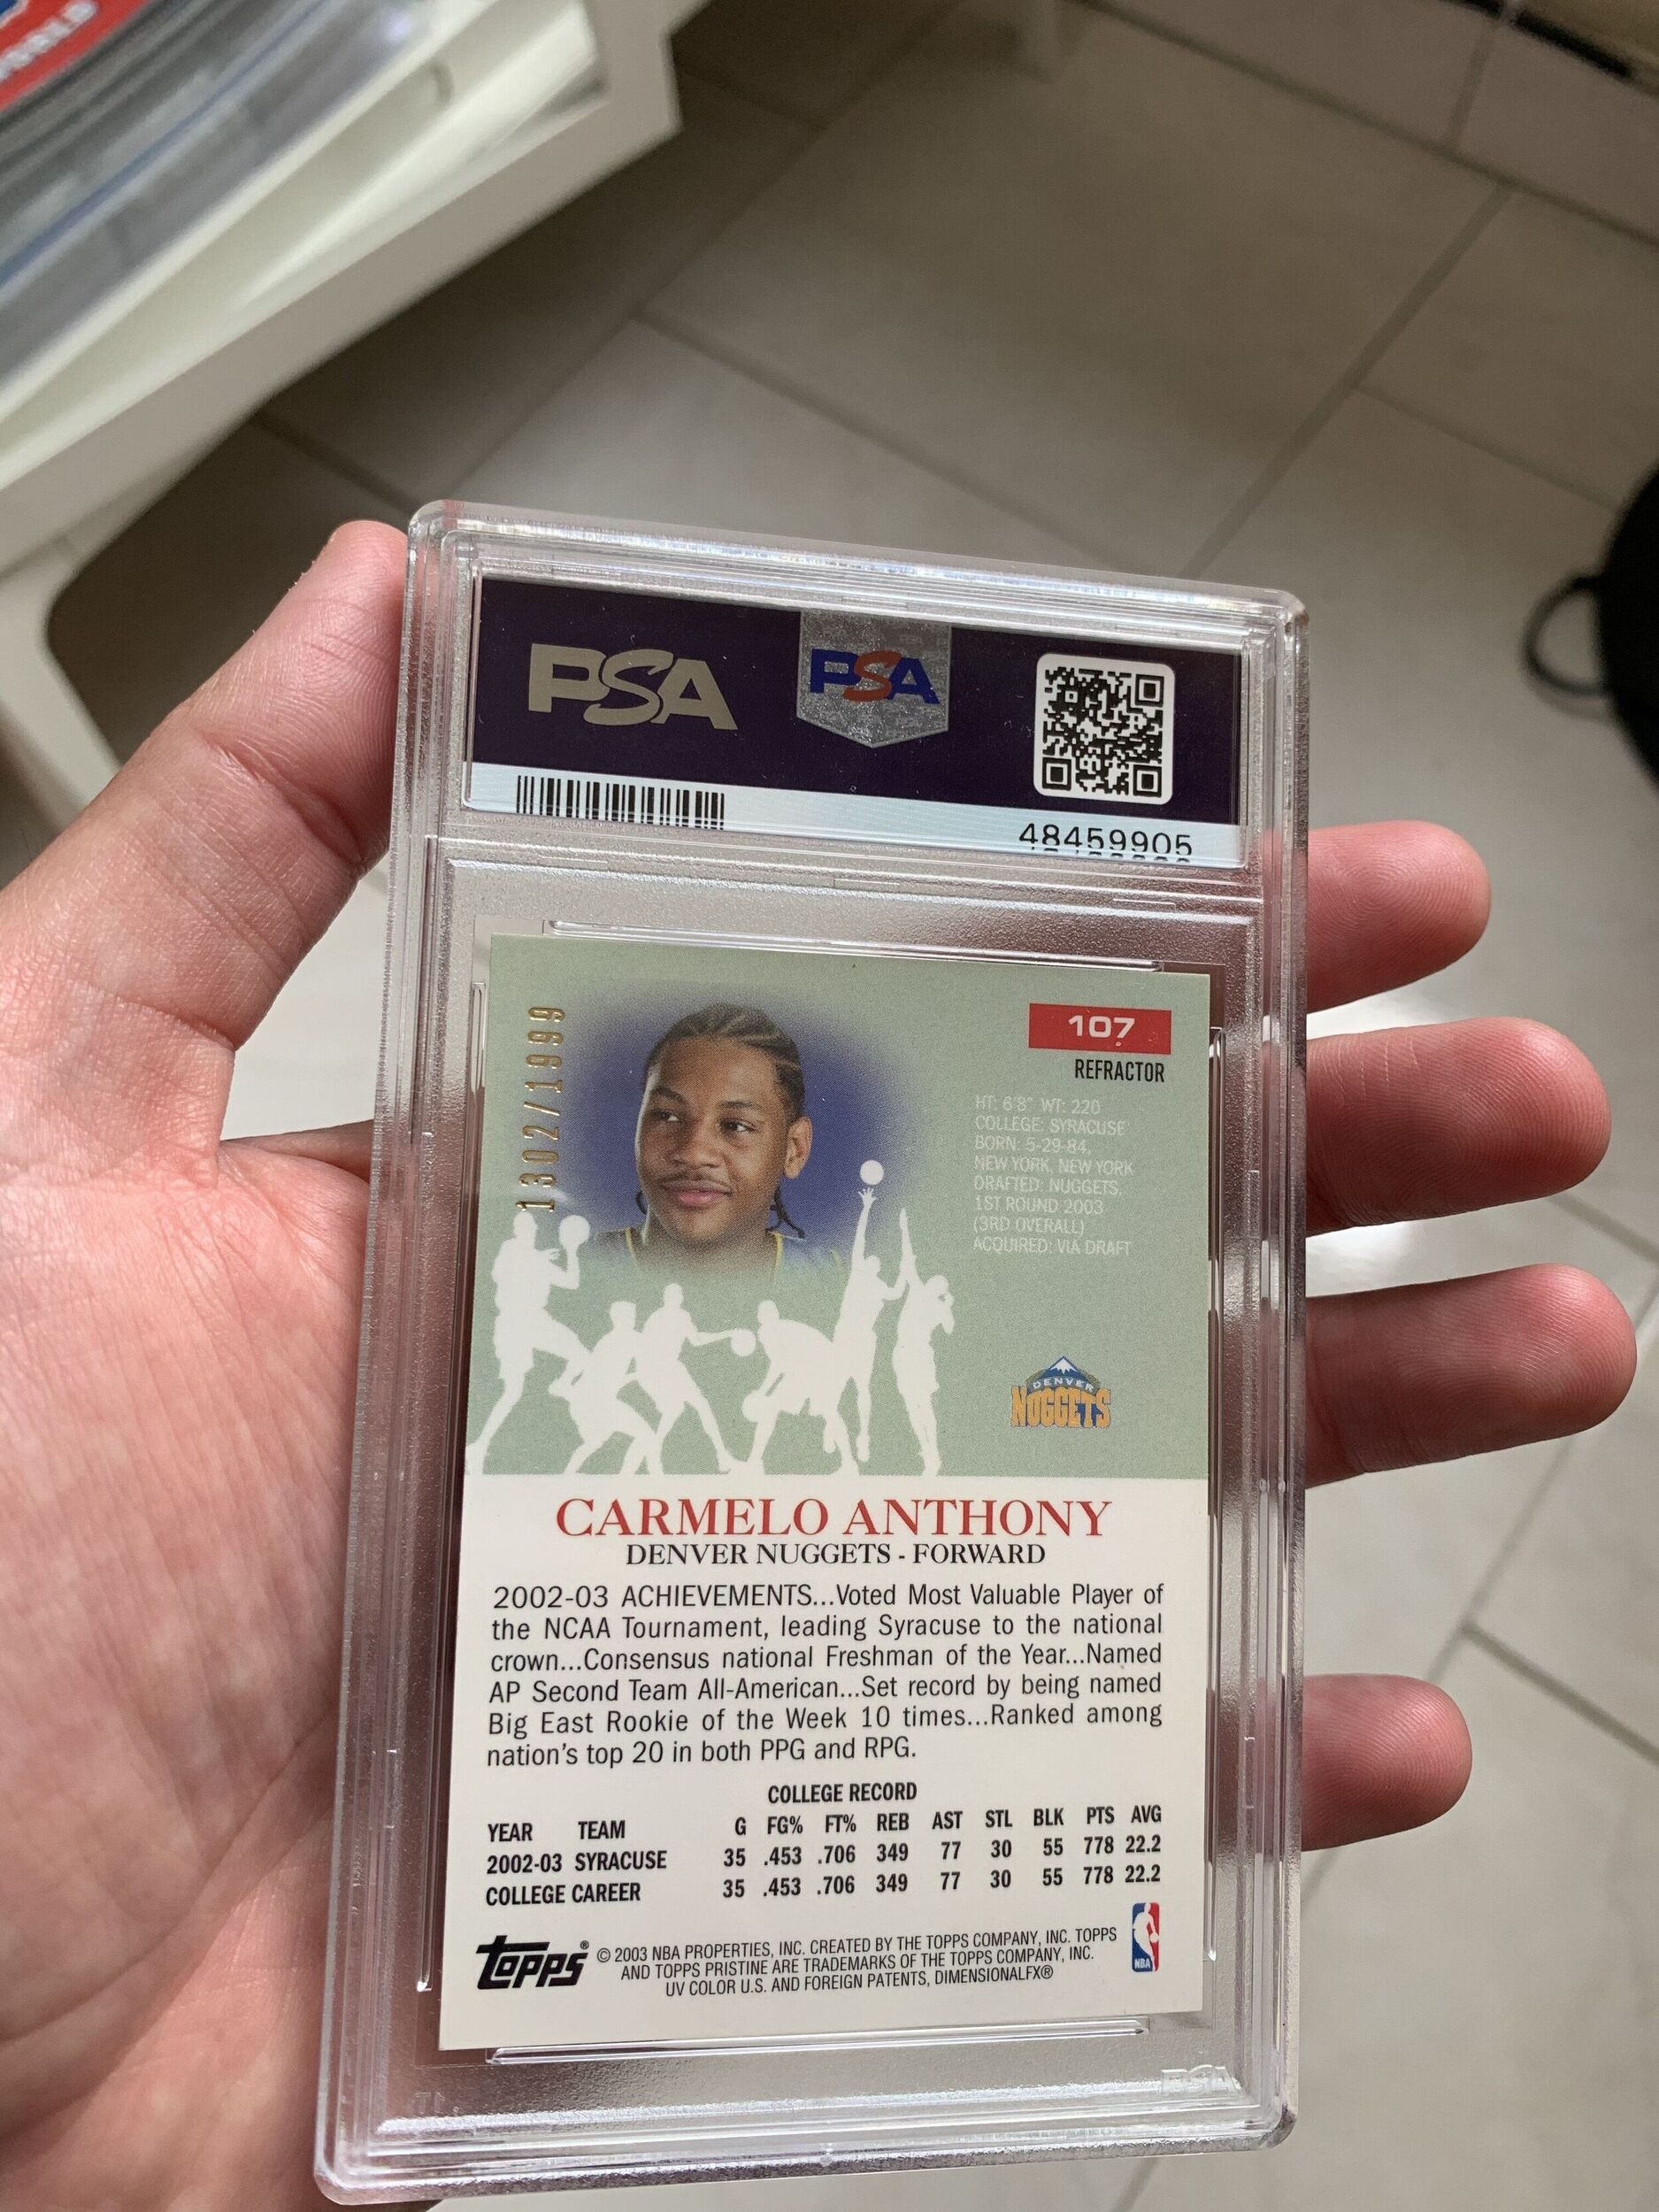 PSA
PSA
48459905
1302/1999
107
REFRACTOR
HT: 6'8" WT: 220
COLLEGE: SYRACUSE
BORN: 5-29-84,
NEW YORK, NEW YORK
DRAFTED: NUGGETS,
1ST ROUND 2003
(3RD OVERALL)
ACQUIRED: VIA DRAFT
DENVER
NUGGETS
CARMELO ANTHONY
DENVER NUGGETS - FORWARD
2002-03 ACHIEVEMENTS...Voted Most Valuable Player of
the NCAA Tournament, leading Syracuse to the national
crown...Consensus national Freshman of the Year...Named
AP Second Team All-American...Set record by being named
Big East Rookie of the Week 10 times...Ranked among
nation's top 20 in both PPG and RPG.
COLLEGE RECORD
YEAR TEAM G FG% FT% REB AST STL BLK PTS AVG
2002-03 SYRACUSE 35 .453 .706 349 77 30 55 778 22.2
COLLEGE CAREER 35 .453 .706 349 77 30 55 778 22.2
topps® © 2003 NBA PROPERTIES, INC. CREATED BY THE TOPPS COMPANY, INC. TOPPS
AND TOPPS PRISTINE ARE TRADEMARKS OF THE TOPPS COMPANY, INC.
UV COLOR U.S. AND FOREIGN PATENTS, DIMENSIONALFX®
NBA
PSA